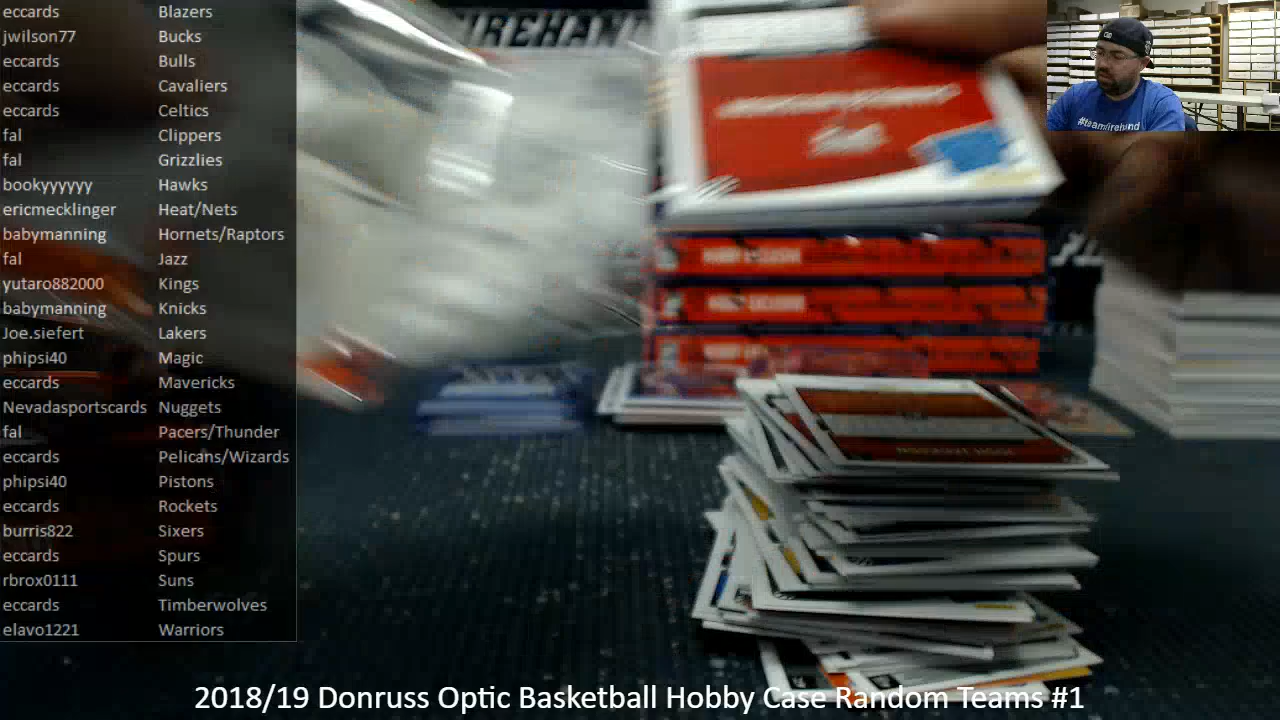 eccards Blazers
jwilson77 Bucks
eccards Bulls
eccards Cavaliers
eccards Celtics
fal Clippers
fal Grizzlies
bookyyyyyy Hawks
ericmecklinger Heat/Nets
babymanning Hornets/Raptors
fal Jazz
yutaro882000 Kings
babymanning Knicks
Joe.siefert Lakers
phipsi40 Magic
eccards Mavericks
Nevadasportscards Nuggets
fal Pacers/Thunder
eccards Pelicans/Wizards
phipsi40 Pistons
eccards Rockets
burris822 Sixers
eccards Spurs
rbrox0111 Suns
eccards Timberwolves
elavo1221 Warriors
FIREHAND
#teamfirehand
2018/19 Donruss Optic Basketball Hobby Case Random Teams #1